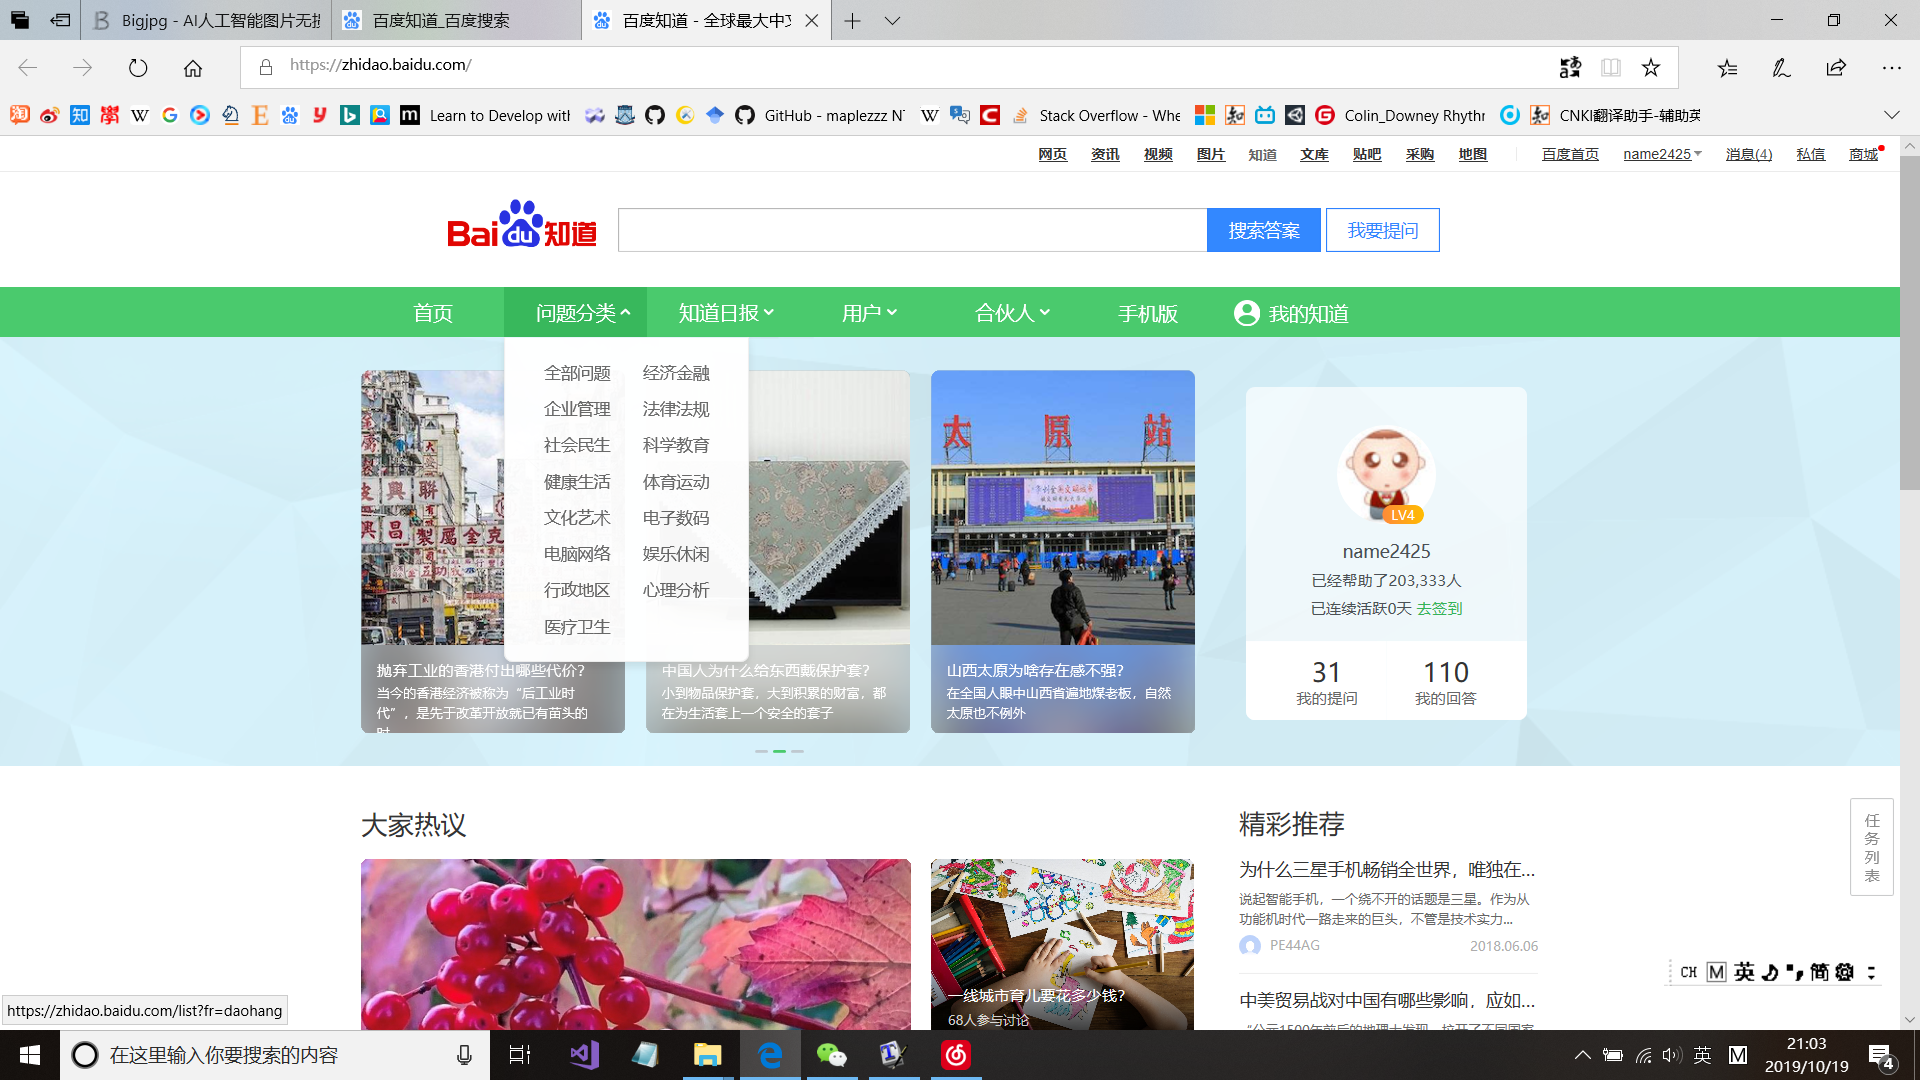 Bigjpg - AI人工智能图片无损
百度知道_百度搜索
百度知道 - 全球最大中文
https://zhidao.baidu.com/
Learn to Develop with
GitHub - maplezzz N
Stack Overflow - Whe
Colin_Downey Rhythm
CNKI翻译助手-辅助英
网页 资讯 视频 图片 知道 文库 贴吧 采购 地图 百度首页 name2425 消息(4) 私信 商城
Bai du 知道
搜索答案
我要提问
首页 问题分类 知道日报 用户 合伙人 手机版 我的知道
全部问题 经济金融
企业管理 法律法规
社会民生 科学教育
健康生活 体育运动
文化艺术 电子数码
电脑网络 娱乐休闲
行政地区 心理分析
医疗卫生
抛弃工业的香港付出哪些代价?
当今的香港经济被称为“后工业时
代”，是先于改革开放就已有苗头的
时
中国人为什么给东西戴保护套?
小到物品保护套，大到积累的财富，都
在为生活套上一个安全的套子
太原站
山西太原为啥存在感不强?
在全国人眼中山西省遍地煤老板，自然
太原也不例外
LV4
name2425
已经帮助了203,333人
已连续活跃0天 去签到
31 110
我的提问 我的回答
大家热议
一线城市育儿要花多少钱?
68人参与讨论
精彩推荐
为什么三星手机畅销全世界，唯独在...
说起智能手机，一个绕不开的话题是三星。作为从
功能机时代一路走来的巨头，不管是技术实力...
PE44AG 2018.06.06
中美贸易战对中国有哪些影响，应如...
任务列表
CH M 英 简
https://zhidao.baidu.com/list?fr=daohang
在这里输入你要搜索的内容
英 M
21:03
2019/10/19
4